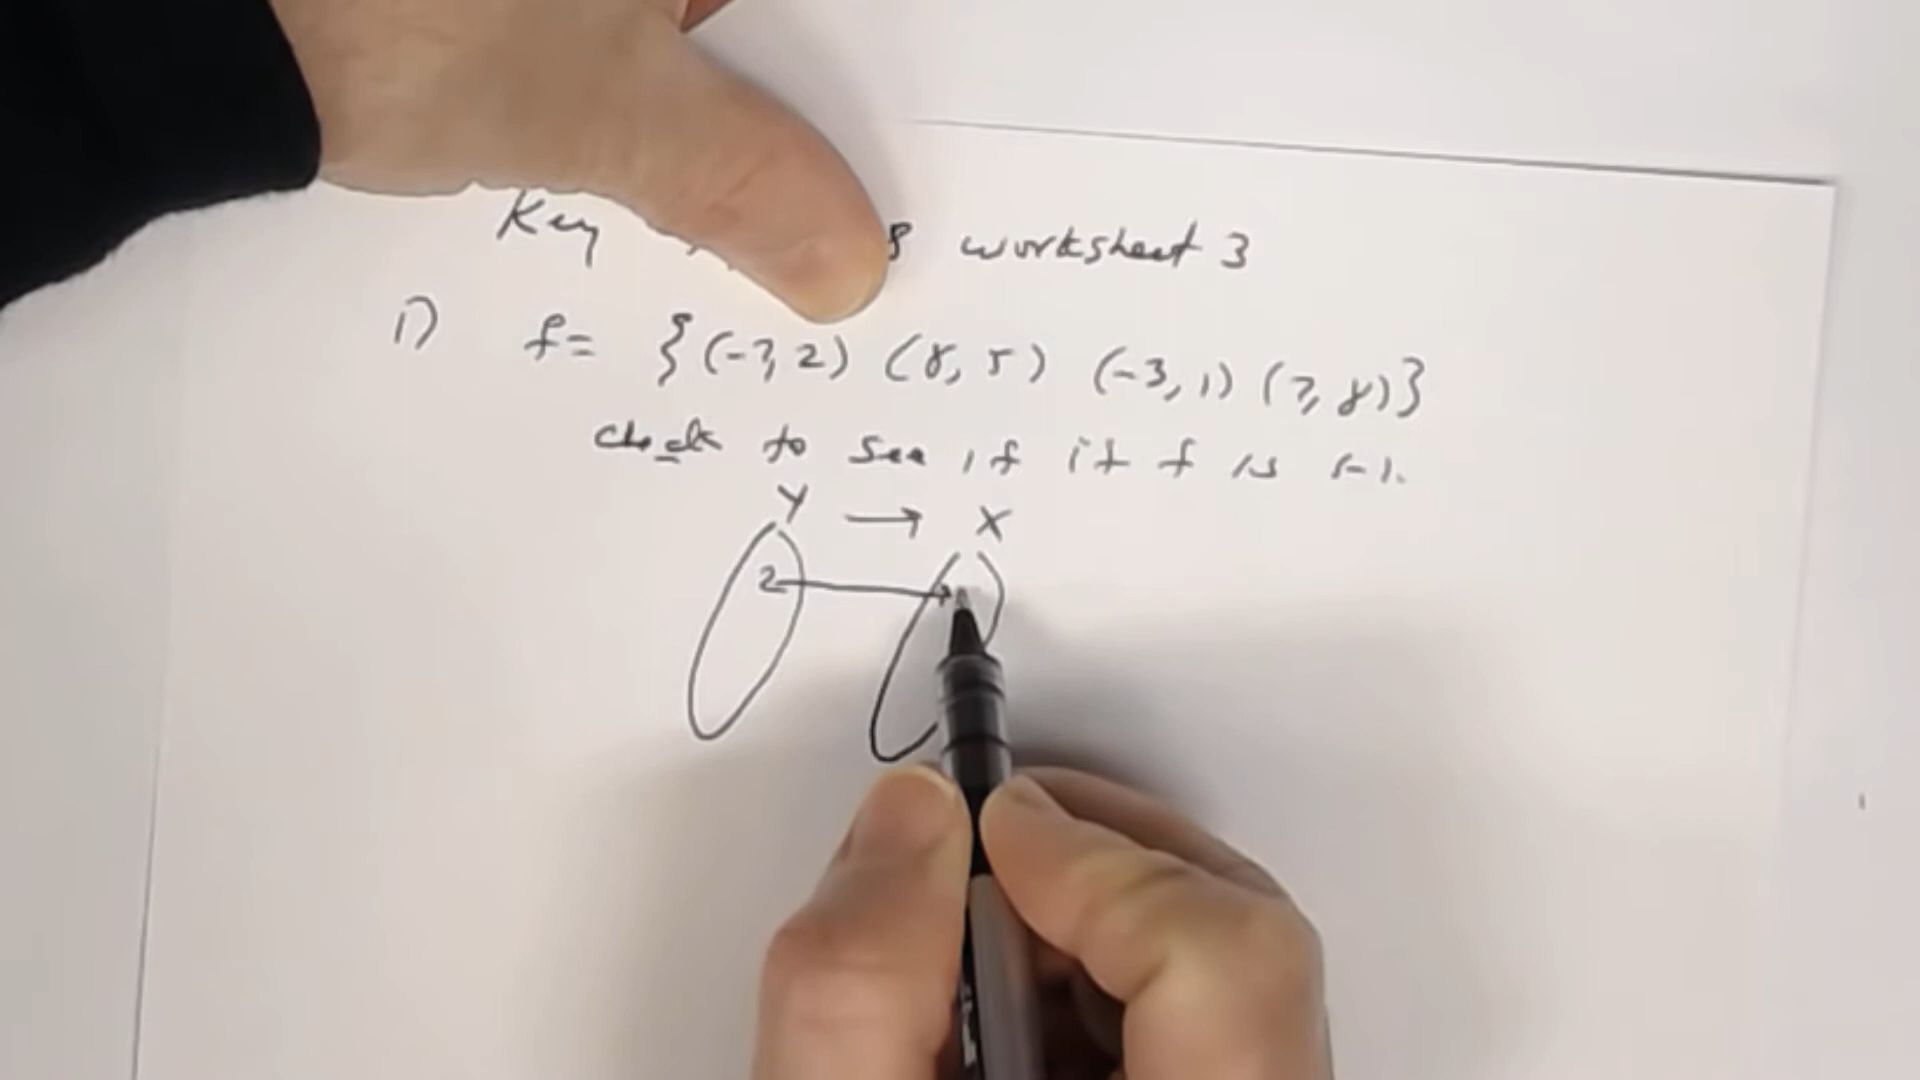 Key worksheet 3
1) f= {(-7,2) (8,5) (-3,1) (7,8)}
check to see if it f is 1-1.
Y → X
2